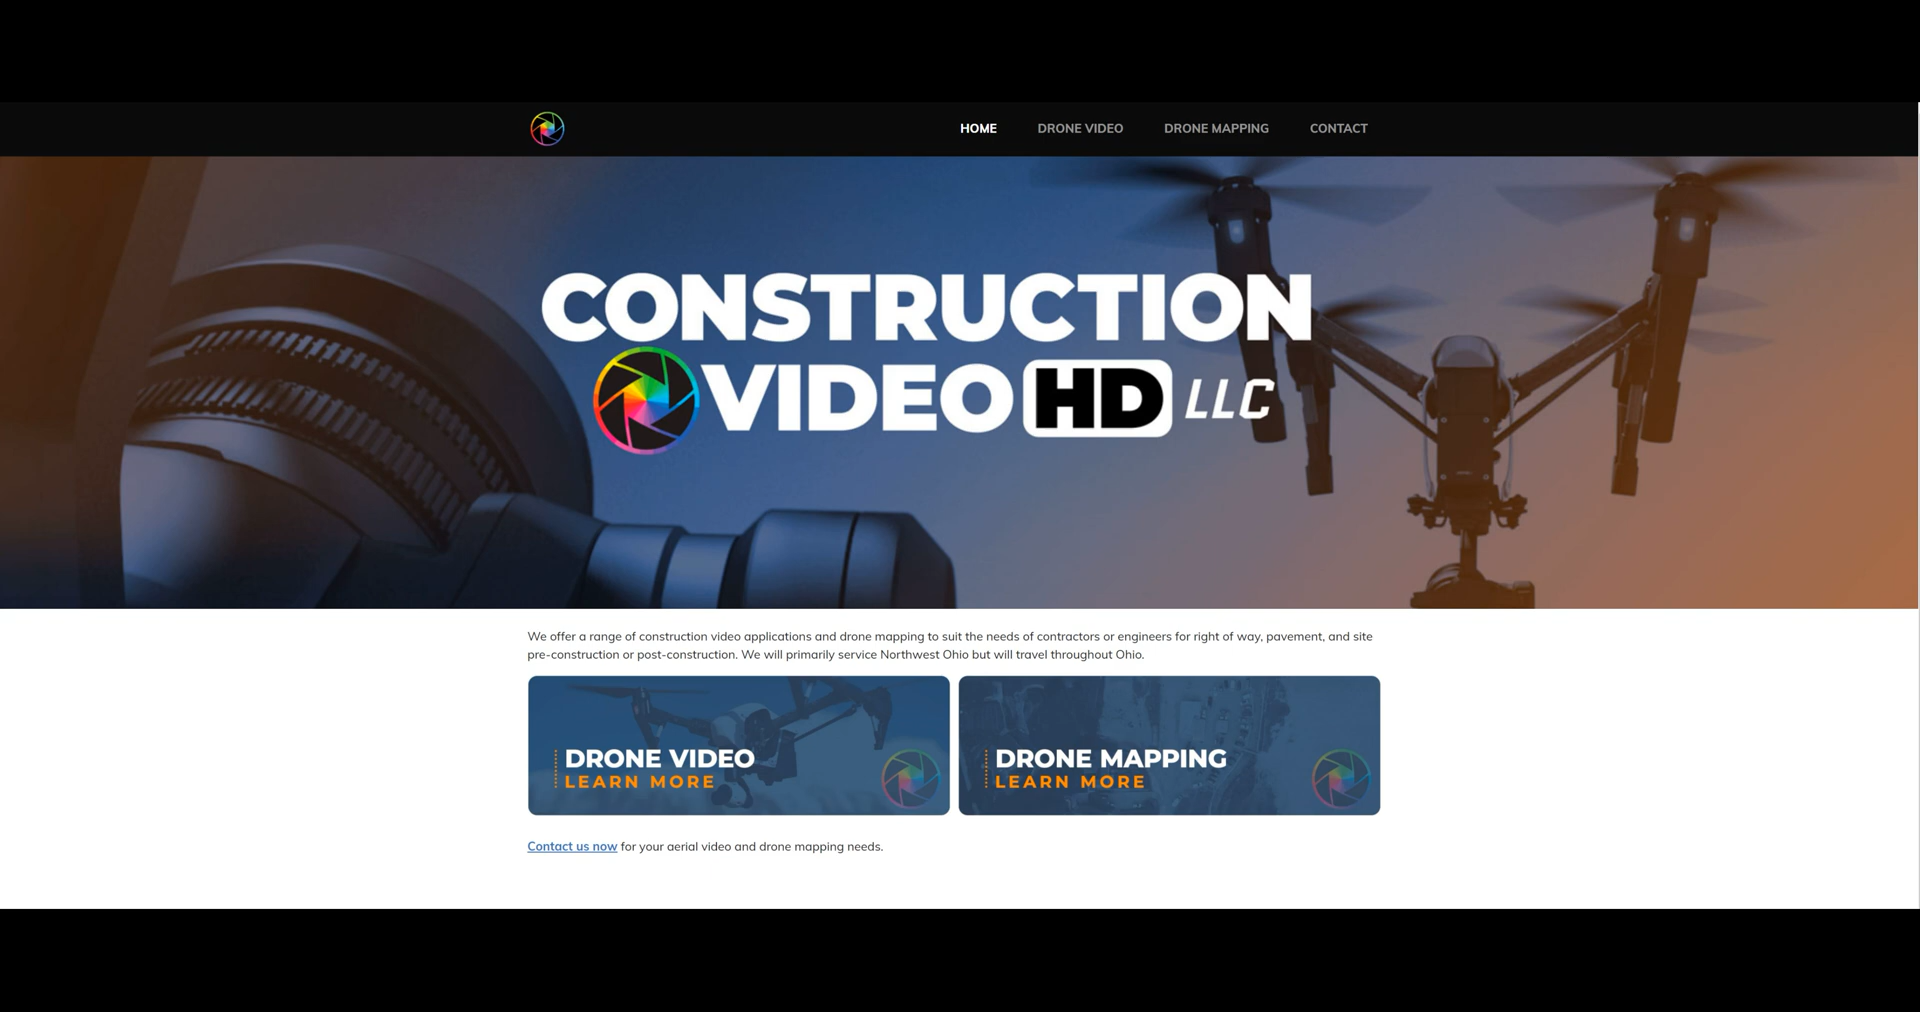 HOME DRONE VIDEO DRONE MAPPING CONTACT
CONSTRUCTION
VIDEO HD LLC
We offer a range of construction video applications and drone mapping to suit the needs of contractors or engineers for right of way, pavement, and site
pre-construction or post-construction. We will primarily service Northwest Ohio but will travel throughout Ohio.
DRONE VIDEO
LEARN MORE
DRONE MAPPING
LEARN MORE
Contact us now for your aerial video and drone mapping needs.